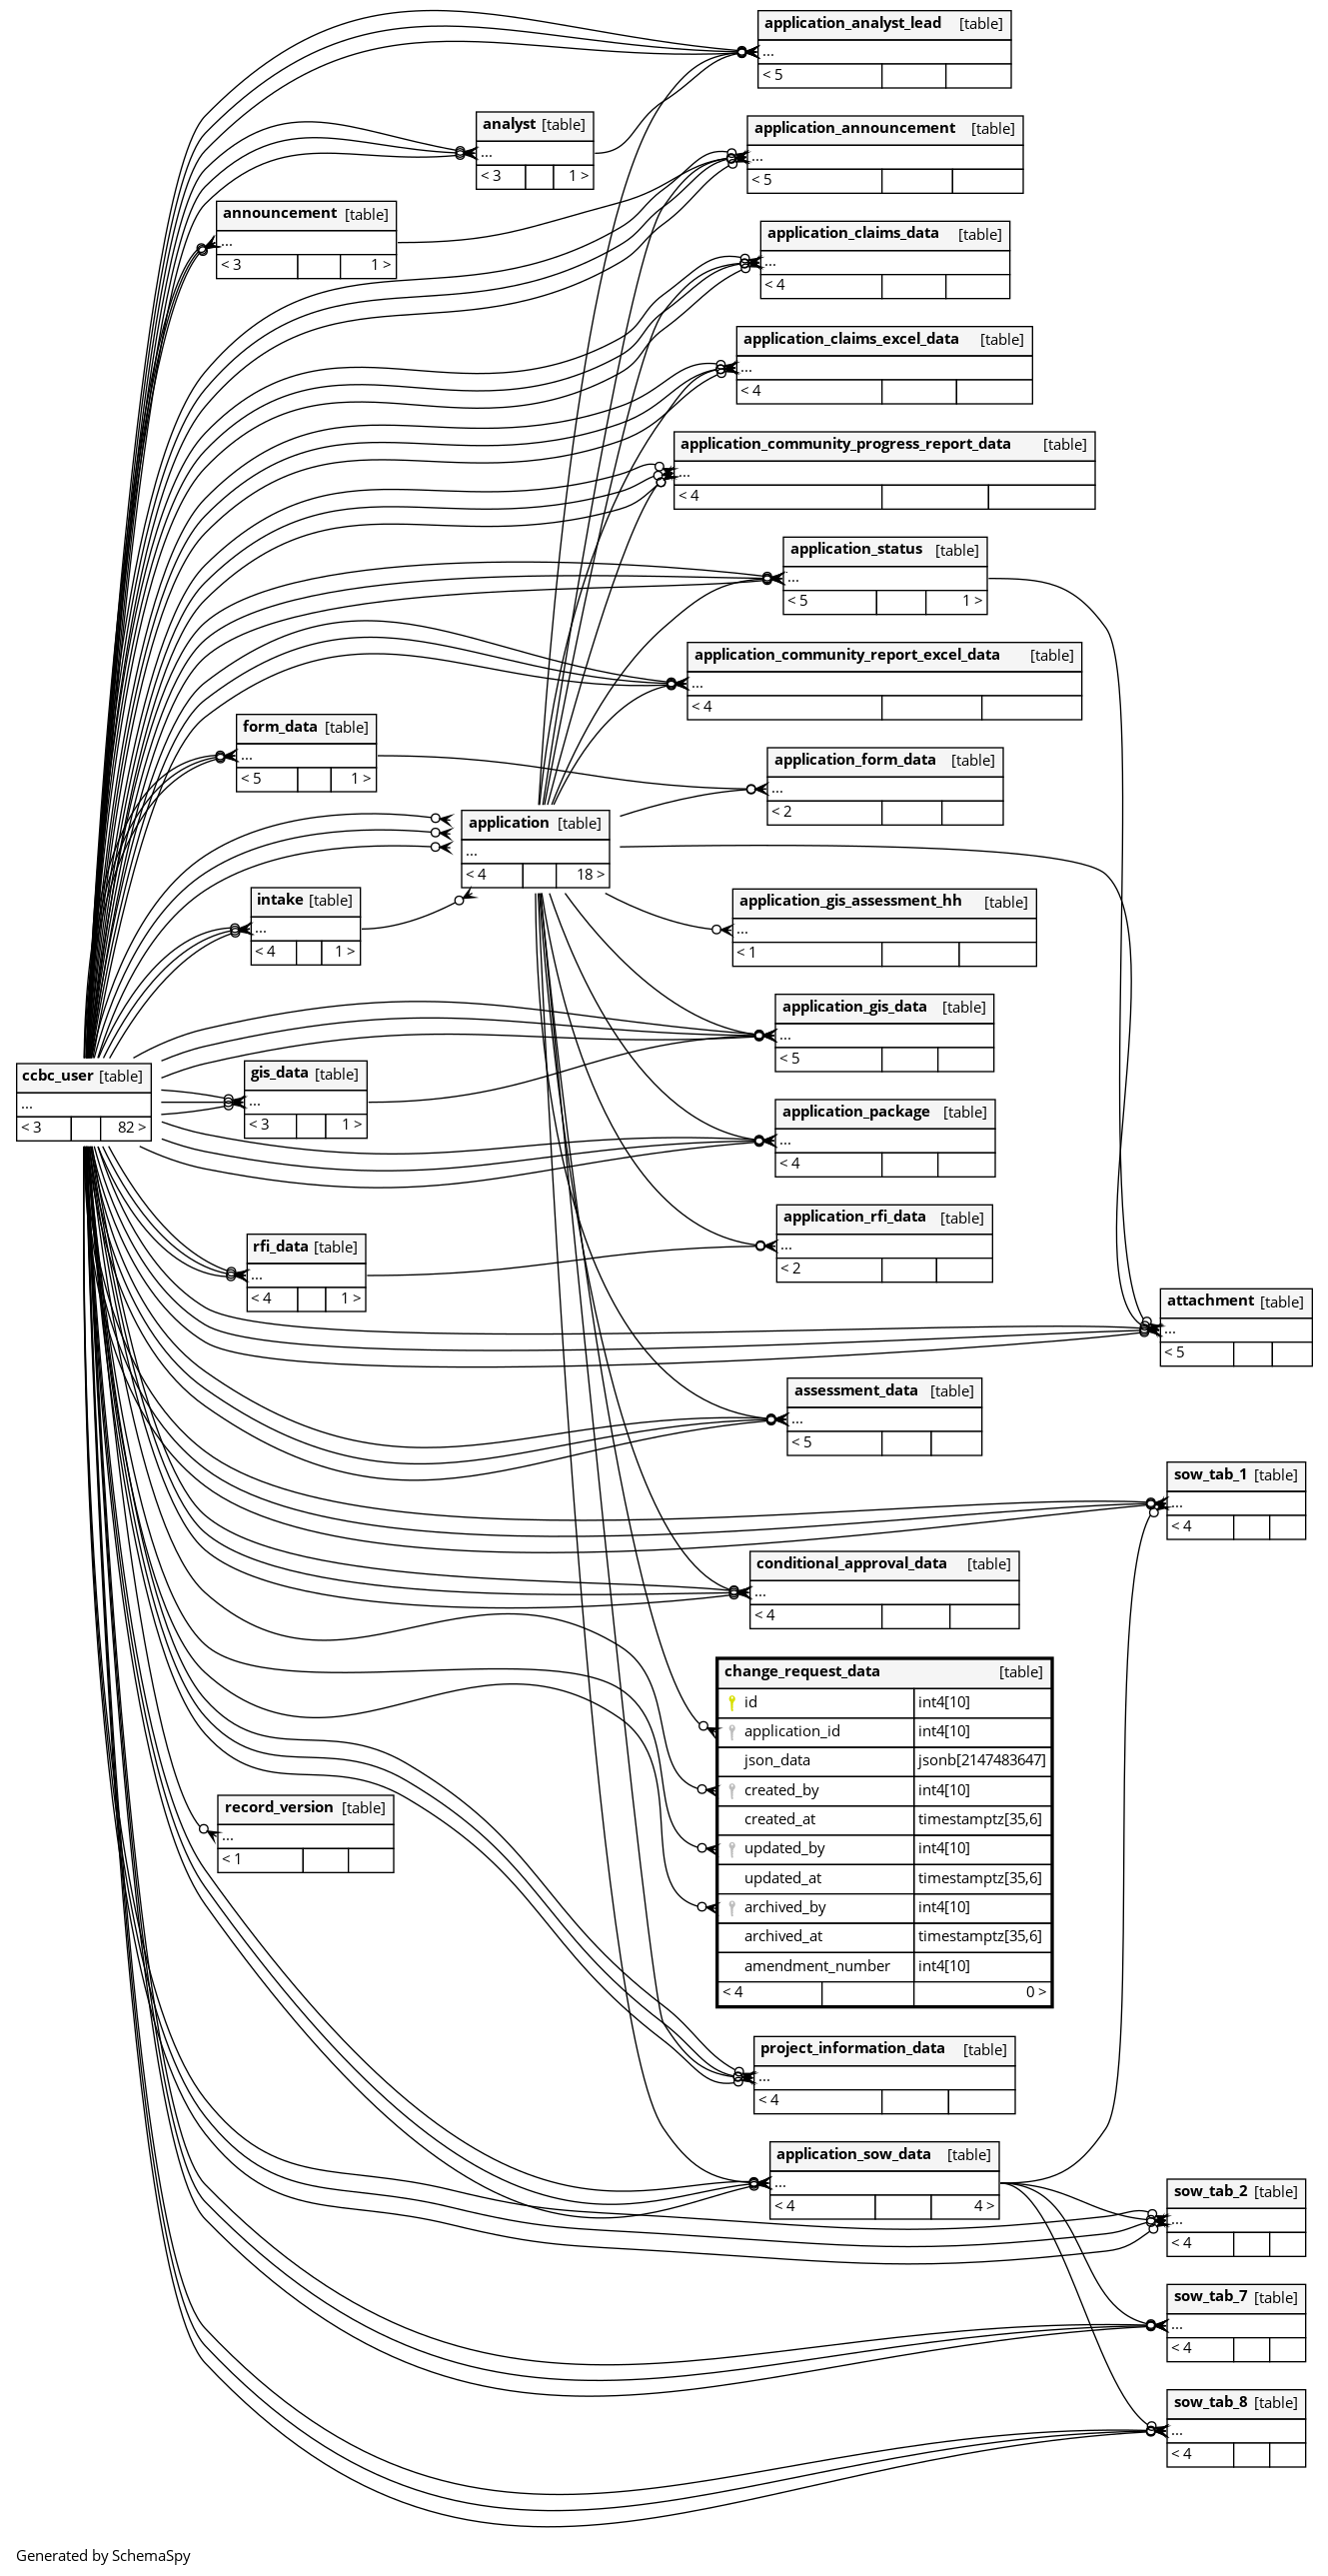 application_analyst_lead [table]
...
< 5
analyst [table]
...
< 3 1 >
application_announcement [table]
...
< 5
announcement [table]
...
< 3 1 >
application_claims_data [table]
...
< 4
application_claims_excel_data [table]
...
< 4
application_community_progress_report_data [table]
...
< 4
application_status [table]
...
< 5 1 >
application_community_report_excel_data [table]
...
< 4
form_data [table]
...
< 5 1 >
application_form_data [table]
...
< 2
application [table]
...
< 4 18 >
intake [table]
...
< 4 1 >
application_gis_assessment_hh [table]
...
< 1
application_gis_data [table]
...
< 5
ccbc_user [table]
...
< 3 82 >
gis_data [table]
...
< 3 1 >
application_package [table]
...
< 4
application_rfi_data [table]
...
< 2
rfi_data [table]
...
< 4 1 >
attachment [table]
...
< 5
assessment_data [table]
...
< 5
sow_tab_1 [table]
...
< 4
conditional_approval_data [table]
...
< 4
change_request_data [table]
id int4[10]
application_id int4[10]
json_data jsonb[2147483647]
created_by int4[10]
created_at timestamptz[35,6]
updated_by int4[10]
updated_at timestamptz[35,6]
archived_by int4[10]
archived_at timestamptz[35,6]
amendment_number int4[10]
< 4 0 >
record_version [table]
...
< 1
project_information_data [table]
...
< 4
application_sow_data [table]
...
< 4 4 >
sow_tab_2 [table]
...
< 4
sow_tab_7 [table]
...
< 4
sow_tab_8 [table]
...
< 4
Generated by SchemaSpy